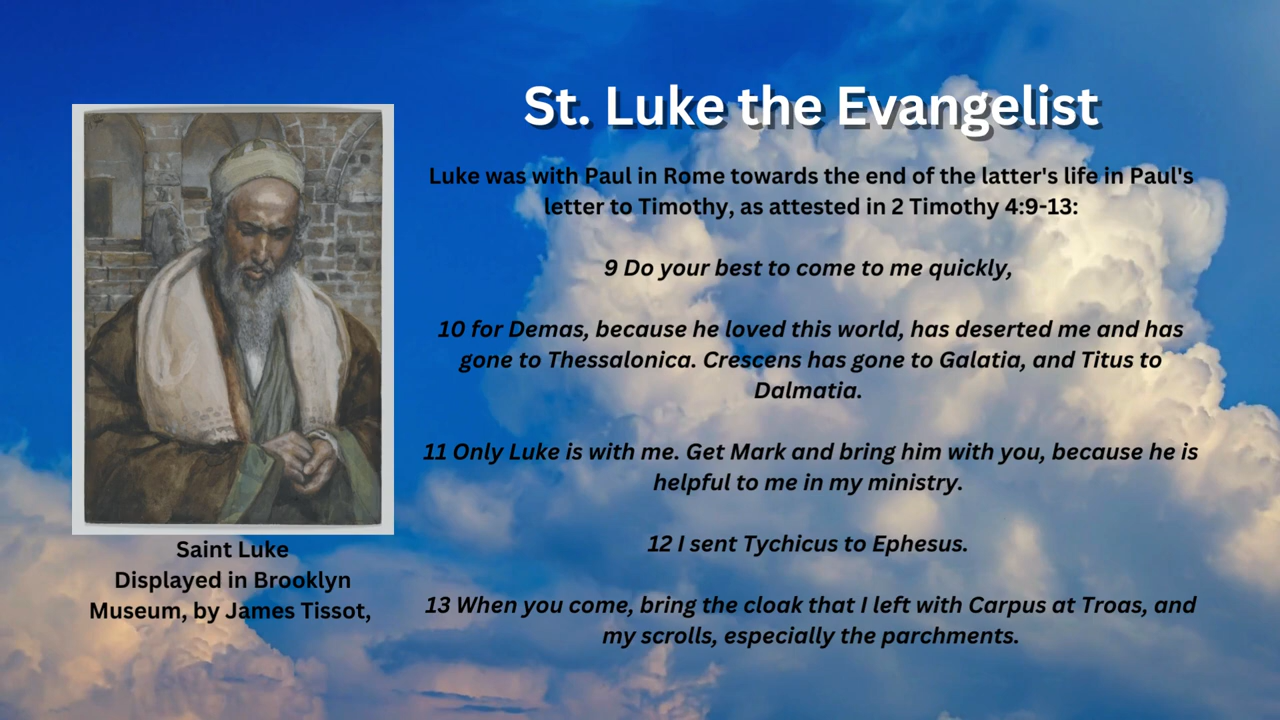 St. Luke the Evangelist
Luke was with Paul in Rome towards the end of the latter's life in Paul's
letter to Timothy, as attested in 2 Timothy 4:9-13:
9 Do your best to come to me quickly,
10 for Demas, because he loved this world, has deserted me and has
gone to Thessalonica. Crescens has gone to Galatia, and Titus to
Dalmatia.
11 Only Luke is with me. Get Mark and bring him with you, because he is
helpful to me in my ministry.
12 I sent Tychicus to Ephesus.
13 When you come, bring the cloak that I left with Carpus at Troas, and
my scrolls, especially the parchments.
Saint Luke
Displayed in Brooklyn
Museum, by James Tissot,